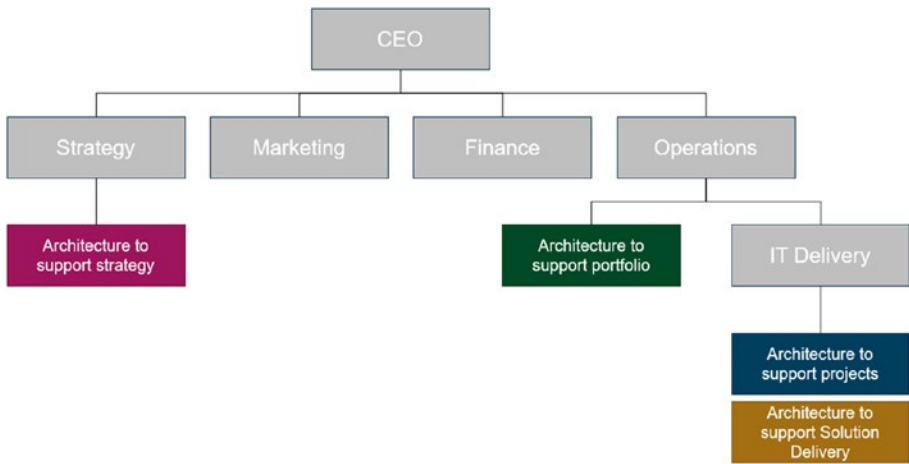 CEO
Strategy
Marketing
Finance
Operations
Architecture to
support strategy
Architecture to
support portfolio
IT Delivery
Architecture to
support projects
Architecture to
support Solution
Delivery